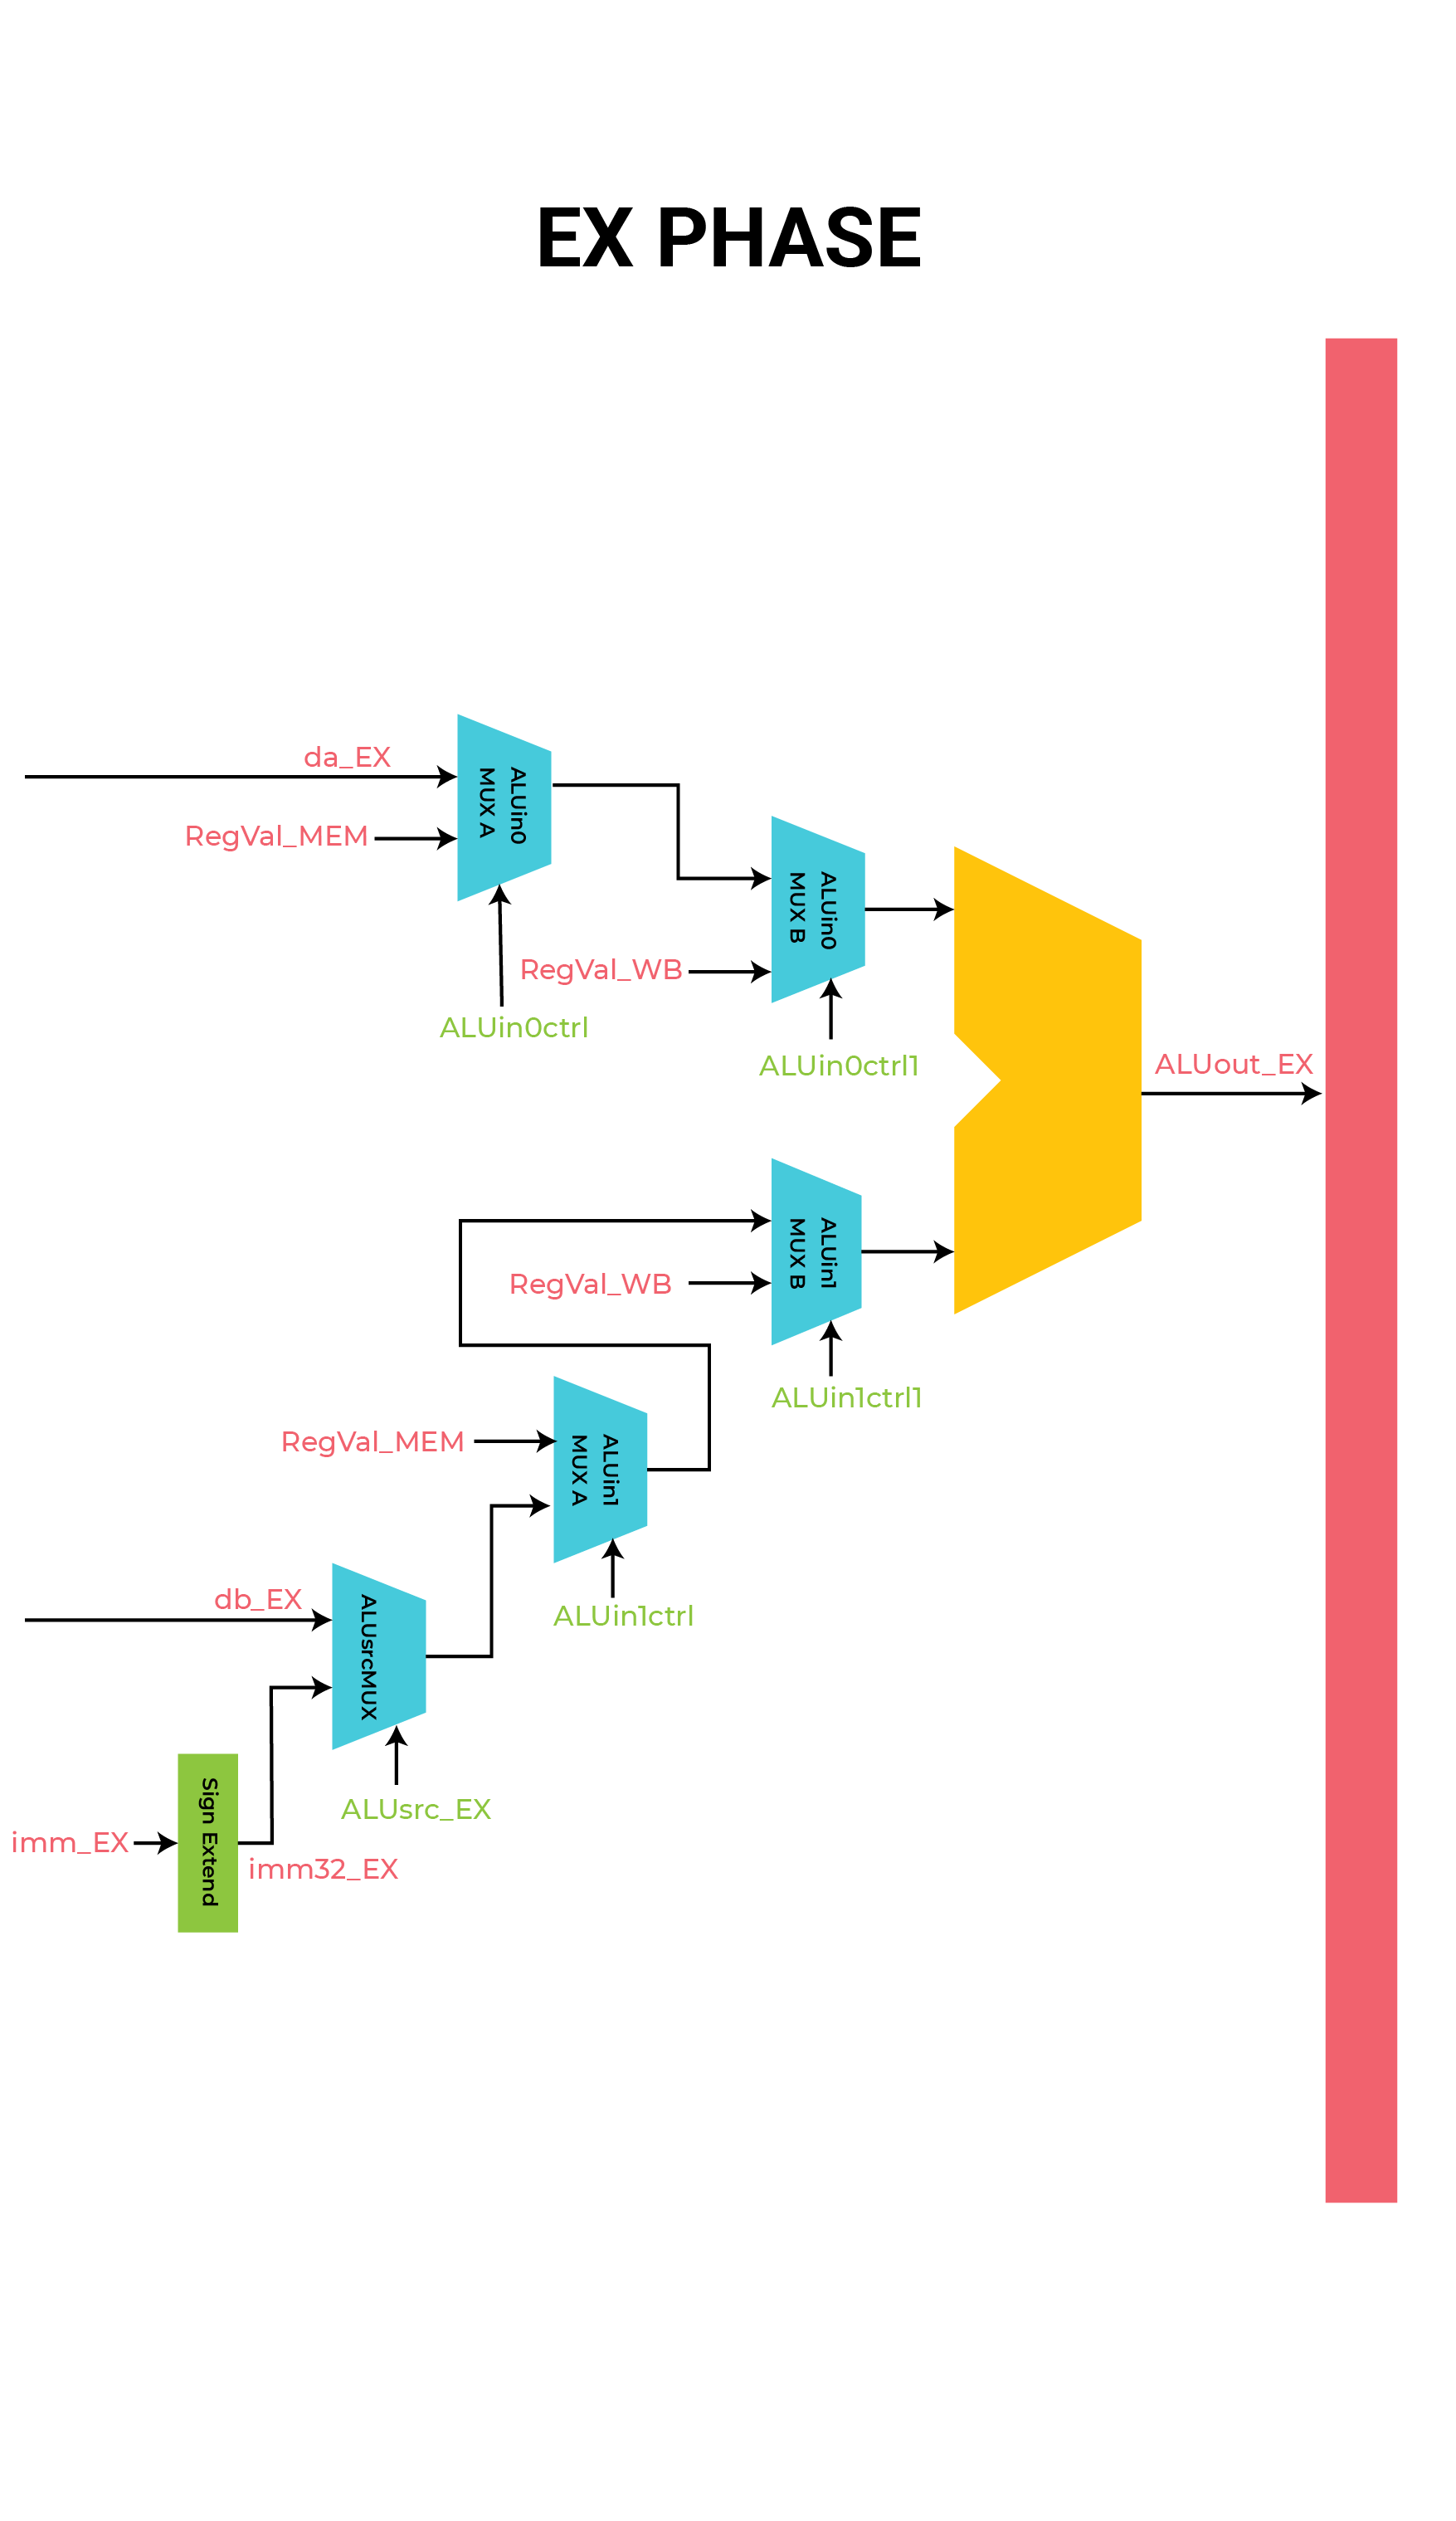 EX PHASE
da_EX
RegVal_MEM
ALUin0
MUX A
ALUin0ctrl
RegVal_WB
ALUin0
MUX B
ALUin0ctrl1
ALUout_EX
RegVal_WB
ALUin1
MUX B
ALUin1ctrl1
RegVal_MEM
ALUin1
MUX A
ALUin1ctrl
db_EX
ALUsrcMUX
ALUsrc_EX
imm_EX
Sign Extend
imm32_EX